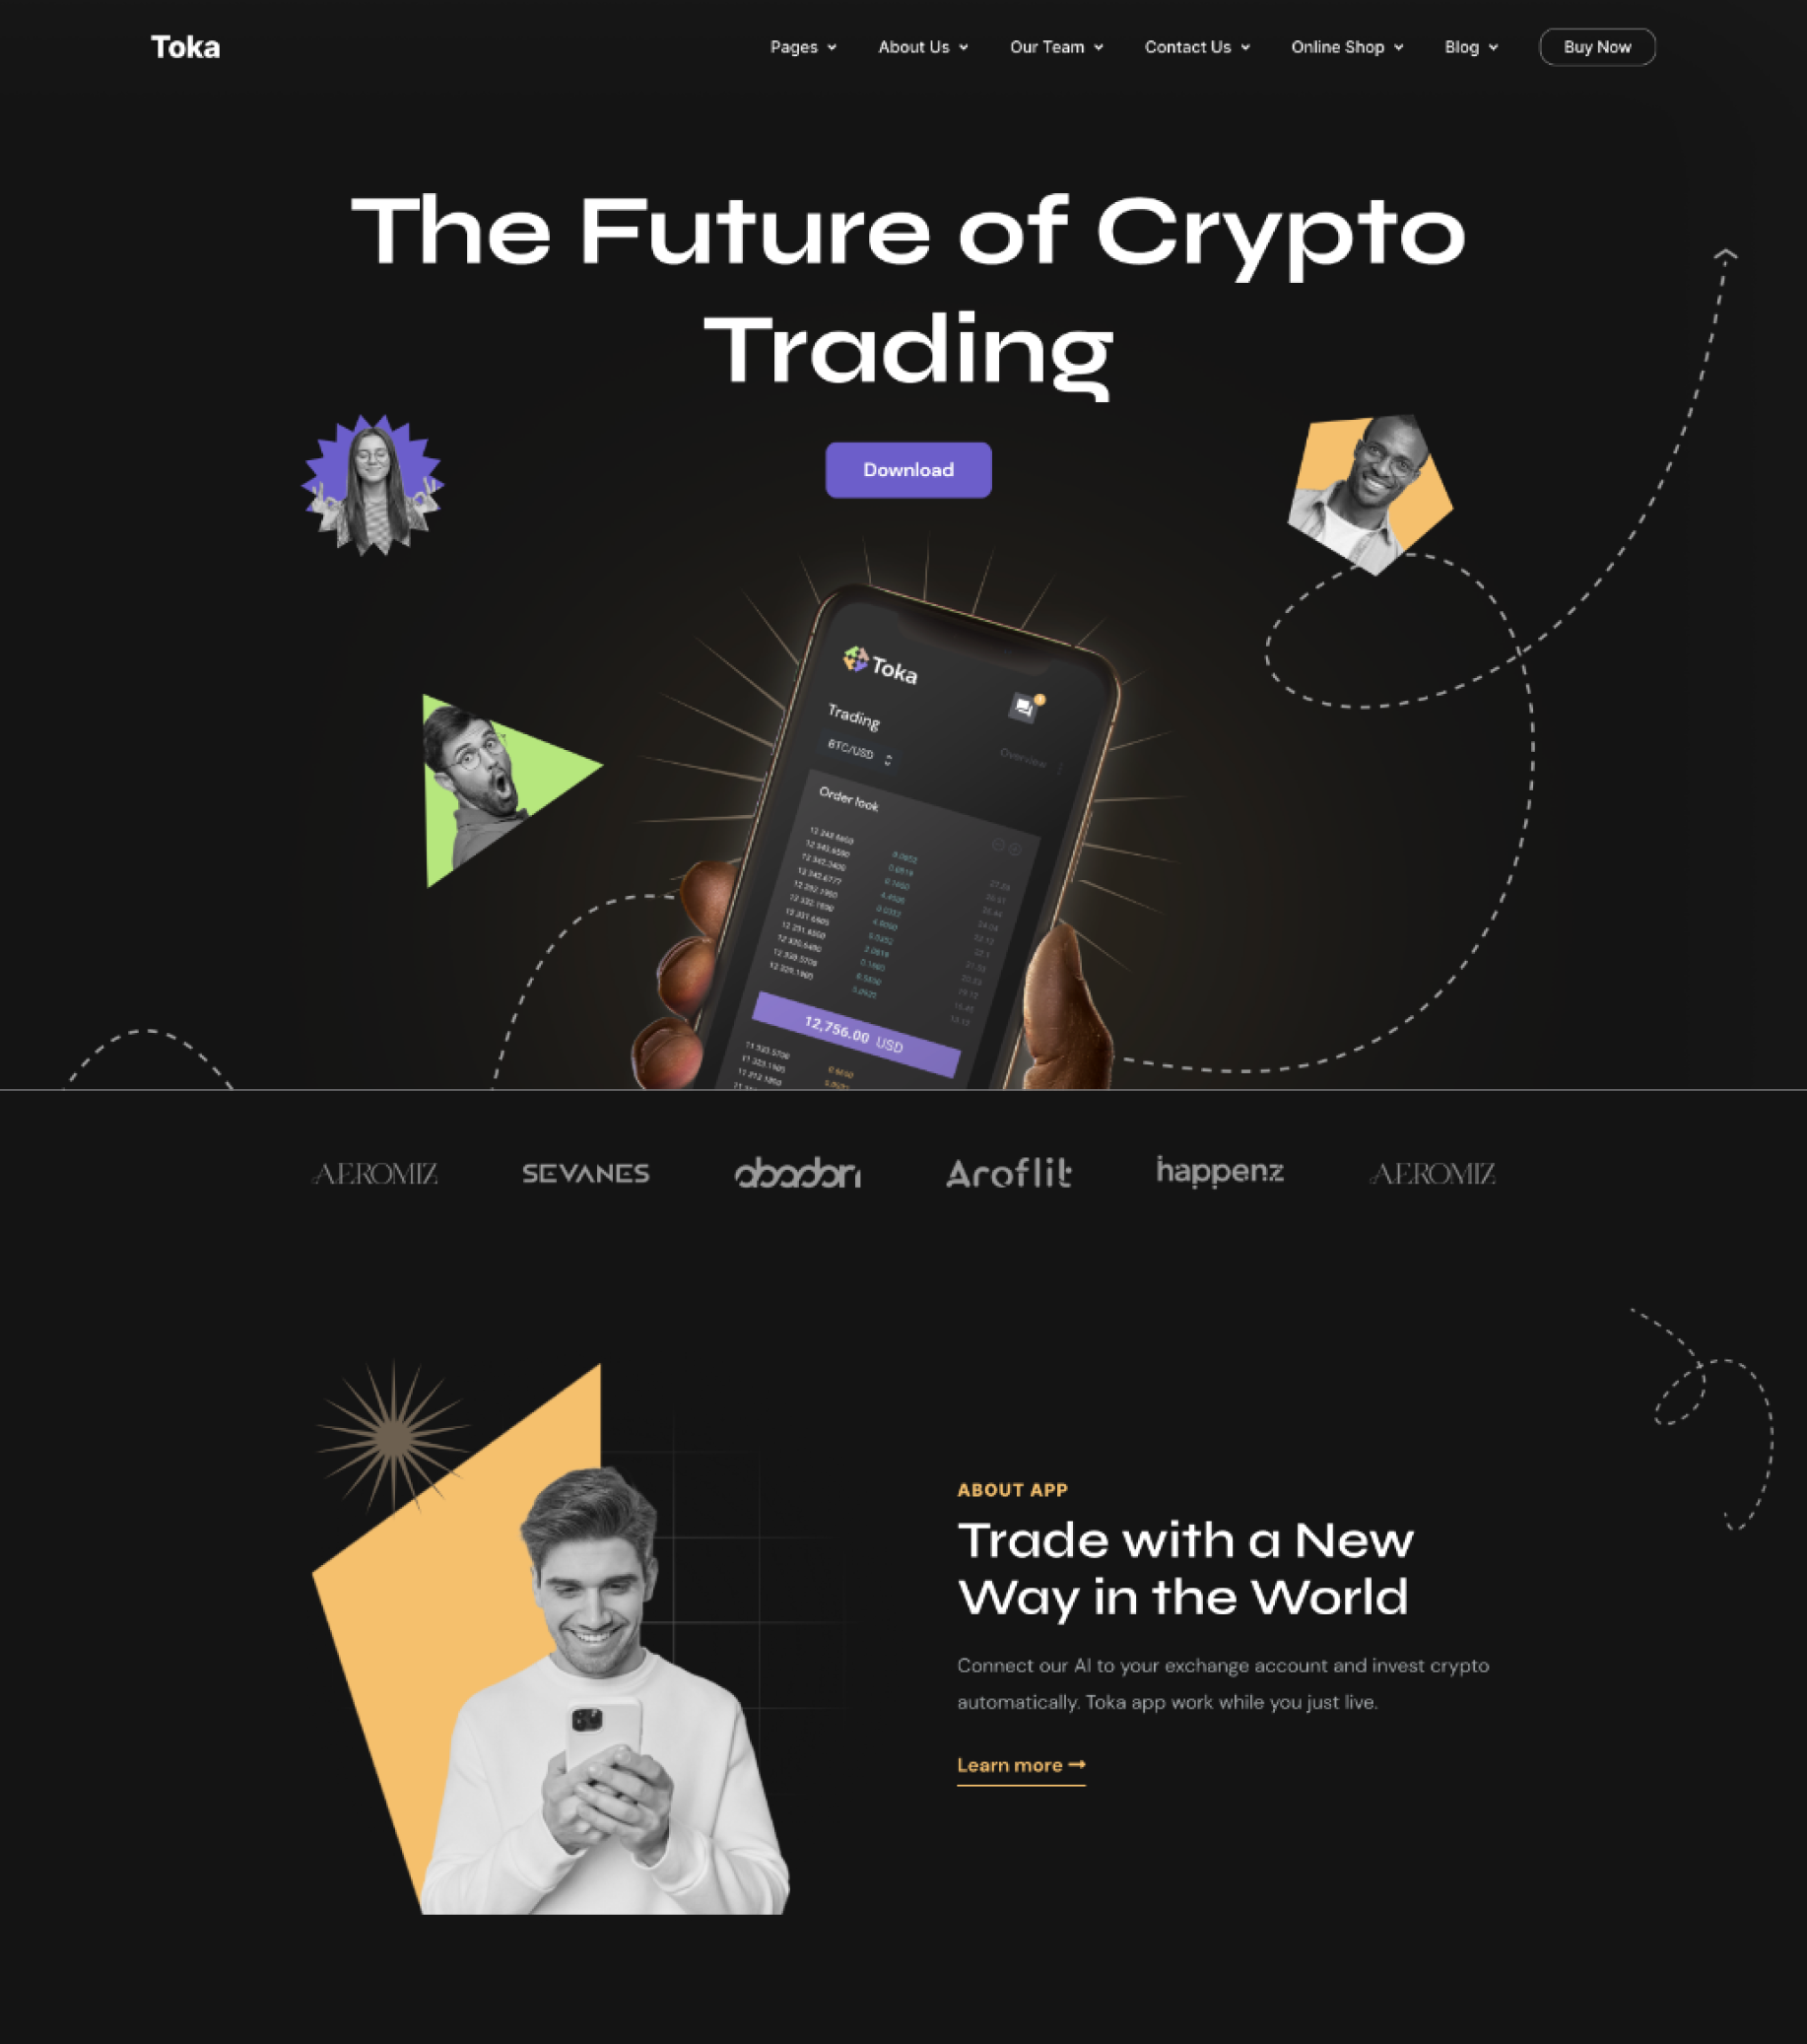 Toka
Pages
About Us
Our Team
Contact Us
Online Shop
Blog
Buy Now
The Future of Crypto
Trading
Download
Toka
Trading
BTC/USD
Overview
Order look
12,756.00 USD
AEROMIZ
SEVANES
Aroflit
happenz
AEROMIZ
ABOUT APP
Trade with a New
Way in the World
Connect our AI to your exchange account and invest crypto
automatically. Toka app work while you just live.
Learn more →